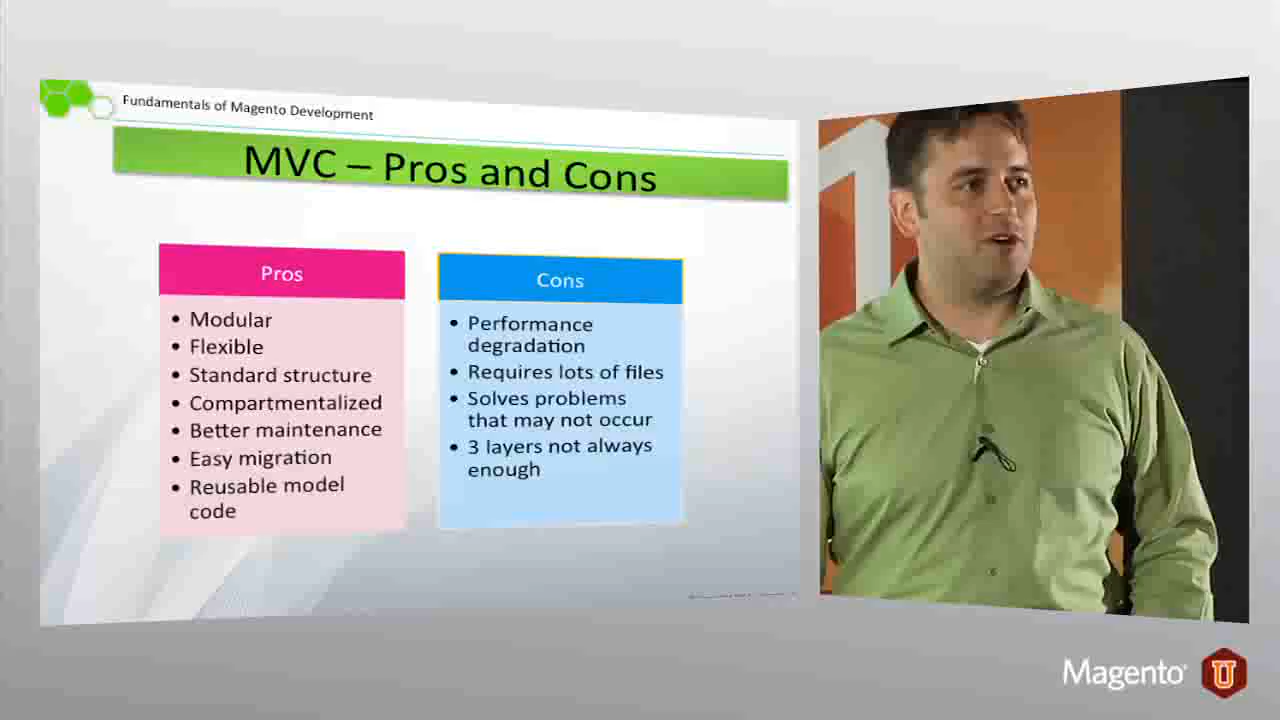 Fundamentals of Magento Development
MVC – Pros and Cons
Pros
• Modular
• Flexible
• Standard structure
• Compartmentalized
• Better maintenance
• Easy migration
• Reusable model
code
Cons
• Performance
degradation
• Requires lots of files
• Solves problems
that may not occur
• 3 layers not always
enough
Magento
U